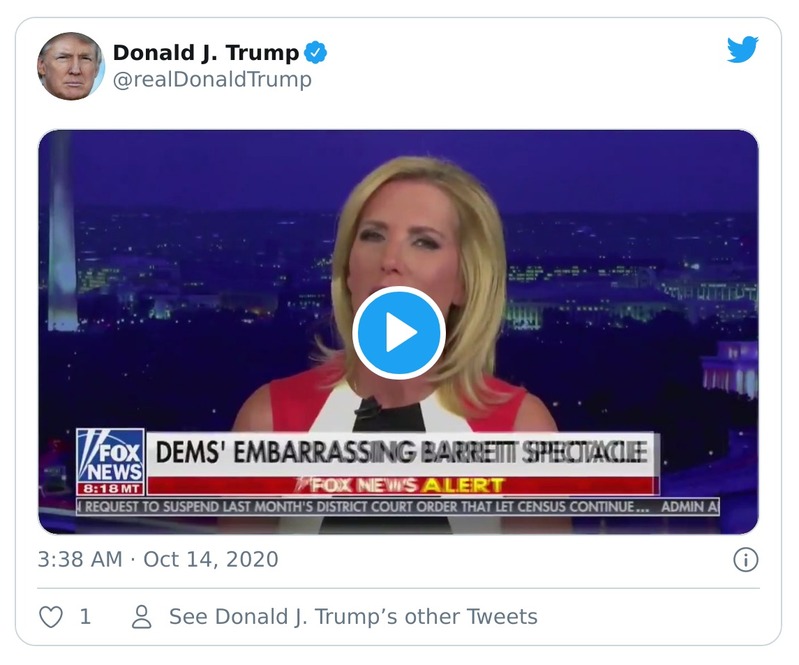 Donald J. Trump
@realDonaldTrump
DEMS' EMBARRASSING BARRETT SPECTACLE
FOX
NEWS
8:18 MT
FOX NEWS ALERT
REQUEST TO SUSPEND LAST MONTH'S DISTRICT COURT ORDER THAT LET CENSUS CONTINUE... ADMIN
3:38 AM · Oct 14, 2020
1
See Donald J. Trump’s other Tweets